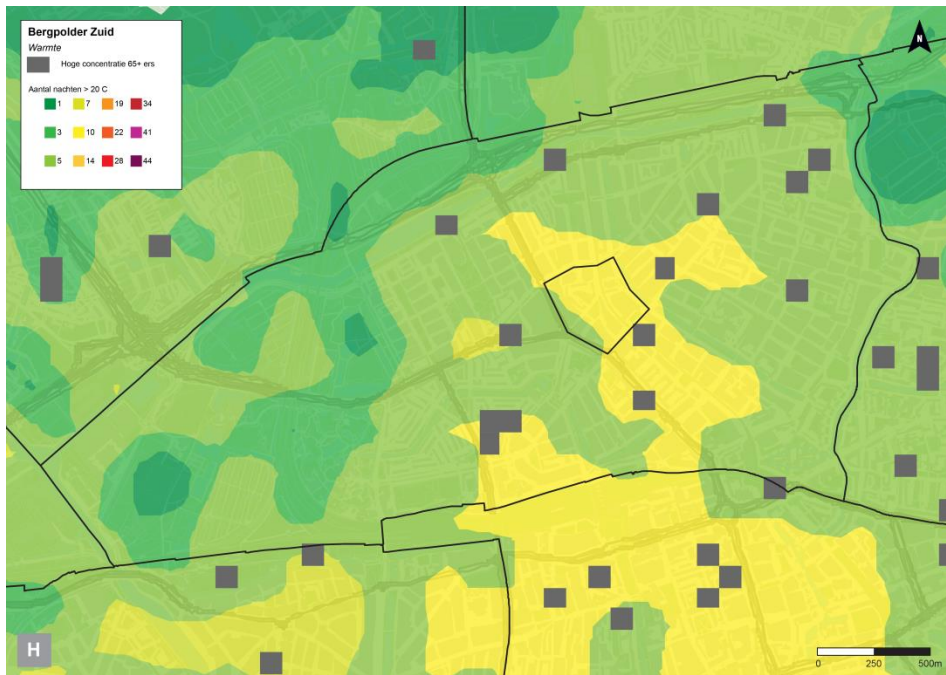 Bergpolder Zuid
Warmte
Hoge concentratie 65+ ers
Aantal nachten > 20 C
1 7 19 34
3 10 22 41
5 14 28 44
N
H
0 250 500m